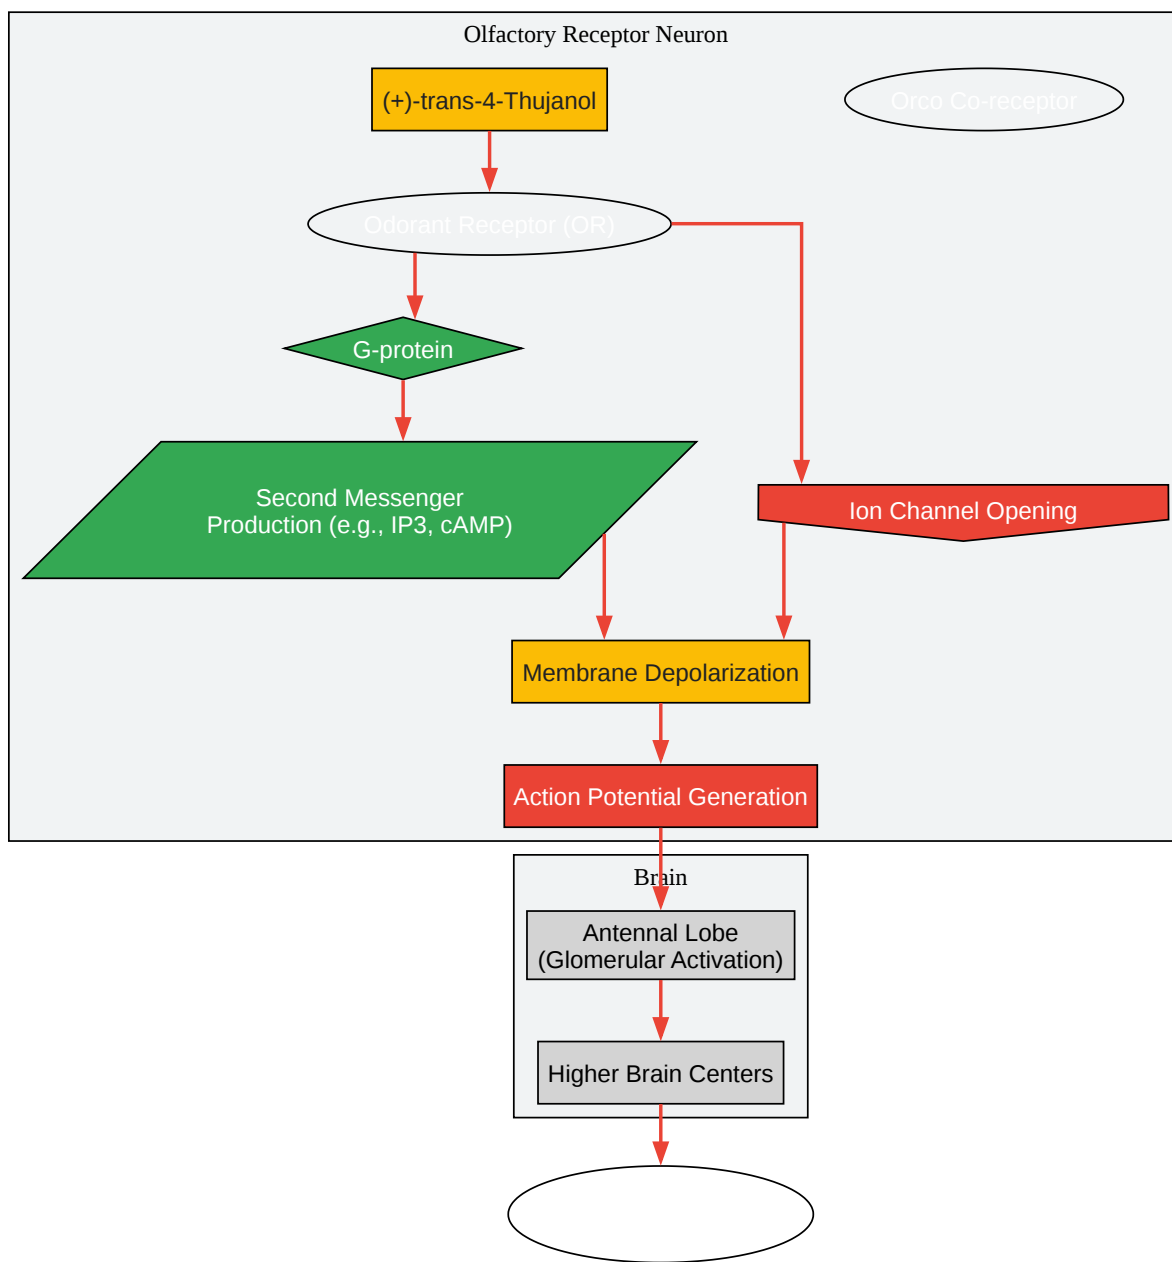 Olfactory Receptor Neuron
(+)-trans-4-Thujanol
Orco Co-receptor
Odorant Receptor (OR)
G-protein
Second Messenger
Production (e.g., IP3, cAMP)
Ion Channel Opening
Membrane Depolarization
Action Potential Generation
Brain
Antennal Lobe
(Glomerular Activation)
Higher Brain Centers